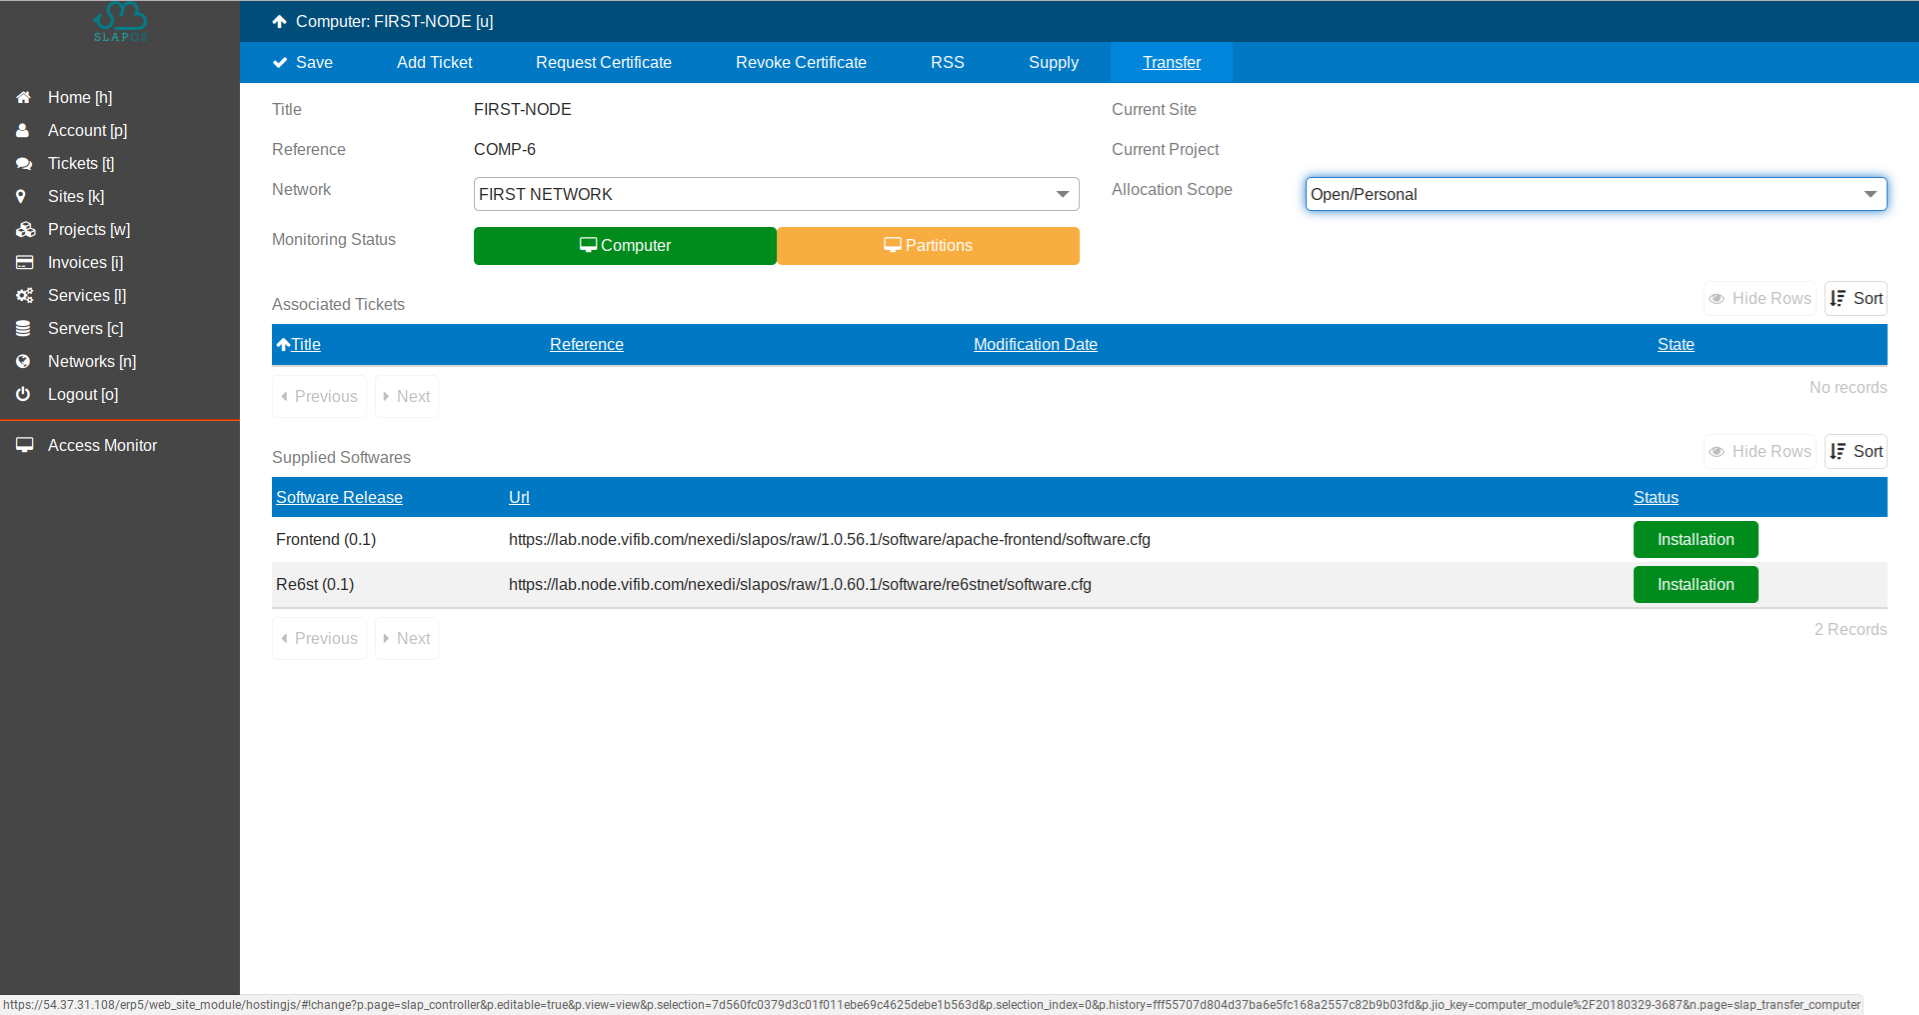 SLAPOS
Home [h]
Account [p]
Tickets [t]
Sites [k]
Projects [w]
Invoices [i]
Services [l]
Servers [c]
Networks [n]
Logout [o]
Access Monitor
Computer: FIRST-NODE [u]
Save Add Ticket Request Certificate Revoke Certificate RSS Supply Transfer
Title FIRST-NODE Current Site
Reference COMP-6 Current Project
Network FIRST NETWORK Allocation Scope Open/Personal
Monitoring Status Computer Partitions
Associated Tickets Hide Rows Sort
Title Reference Modification Date State
Previous Next No records
Supplied Softwares Hide Rows Sort
Software Release Url Status
Frontend (0.1) https://lab.node.vifib.com/nexedi/slapos/raw/1.0.56.1/software/apache-frontend/software.cfg Installation
Re6st (0.1) https://lab.node.vifib.com/nexedi/slapos/raw/1.0.60.1/software/re6stnet/software.cfg Installation
Previous Next 2 Records
https://54.37.31.108/erp5/web_site_module/hostingjs/#!change?p.page=slap_controller&p.editable=true&p.view=view&p.selection=7d560fc0379d3c01f011ebe69c4625debe1b563d&p.selection_index=0&p.history=fff55707d804d37ba6e5fc168a2557c82b9b03fd&p.jio_key=computer_module%2F20180329-3687&n.page=slap_transfer_computer